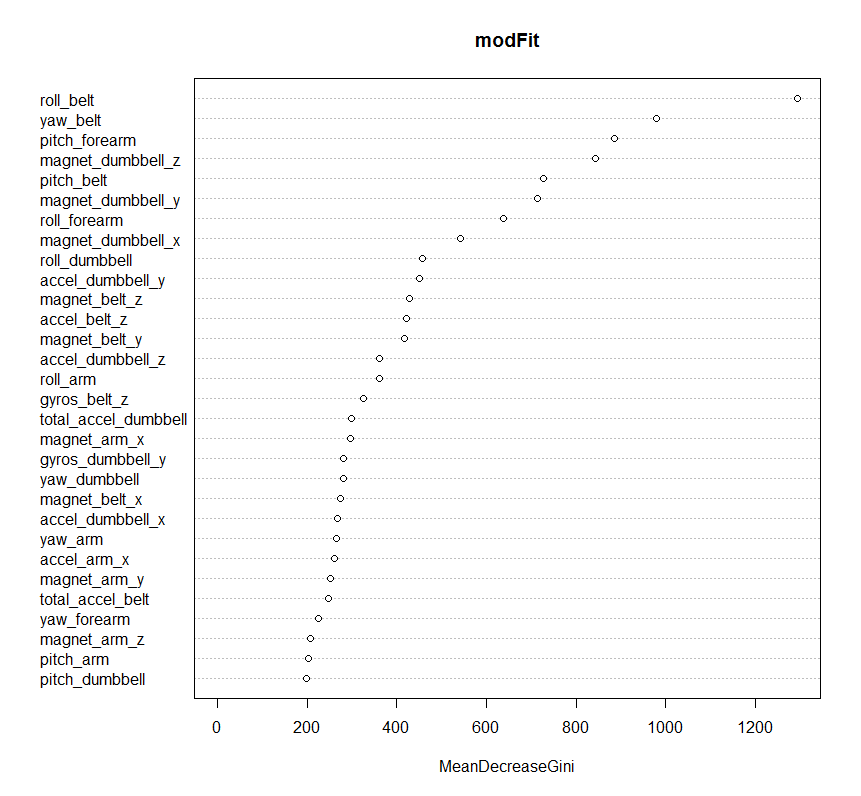 modFit
roll_belt
yaw_belt
pitch_forearm
magnet_dumbbell_z
pitch_belt
magnet_dumbbell_y
roll_forearm
magnet_dumbbell_x
roll_dumbbell
accel_dumbbell_y
magnet_belt_z
accel_belt_z
magnet_belt_y
accel_dumbbell_z
roll_arm
gyros_belt_z
total_accel_dumbbell
magnet_arm_x
gyros_dumbbell_y
yaw_dumbbell
magnet_belt_x
accel_dumbbell_x
yaw_arm
accel_arm_x
magnet_arm_y
total_accel_belt
yaw_forearm
magnet_arm_z
pitch_arm
pitch_dumbbell
0 200 400 600 800 1000 1200
MeanDecreaseGini